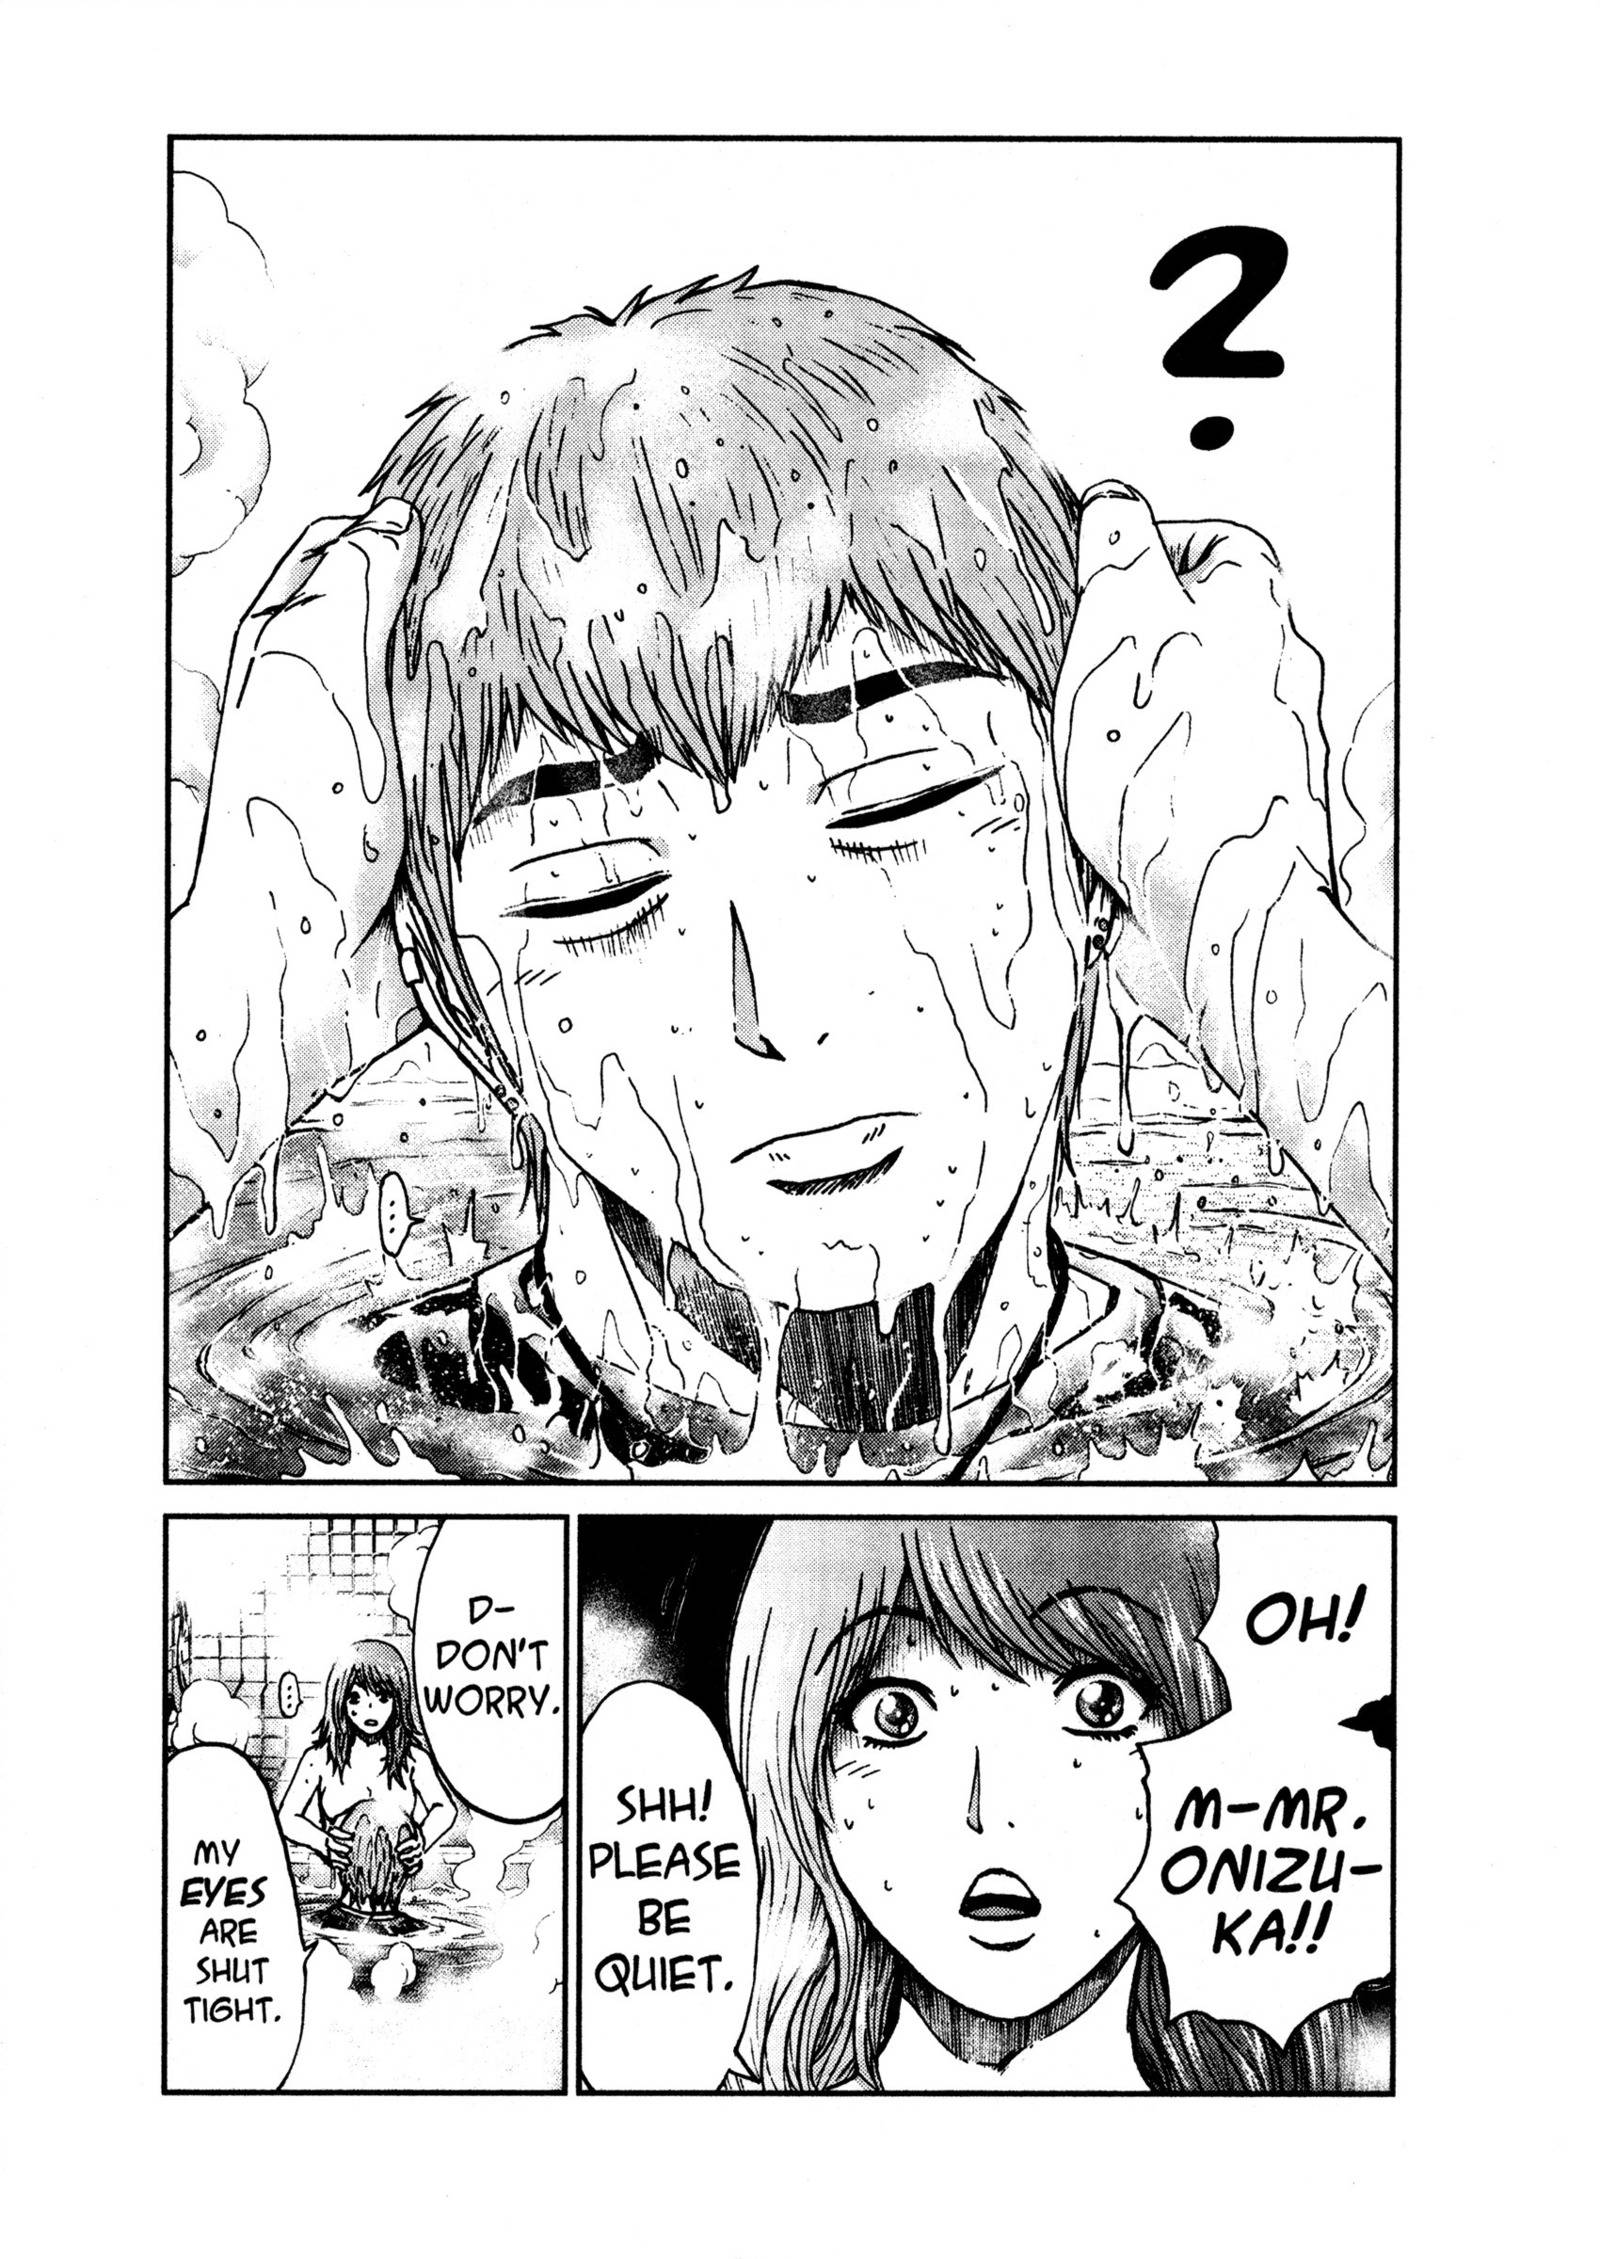 ?
...
OH!
M-MR.
ONIZU-
KA!!
SHH!
PLEASE
BE
QUIET.
D-
DON'T
WORRY.
...
MY
EYES
ARE
SHUT
TIGHT.